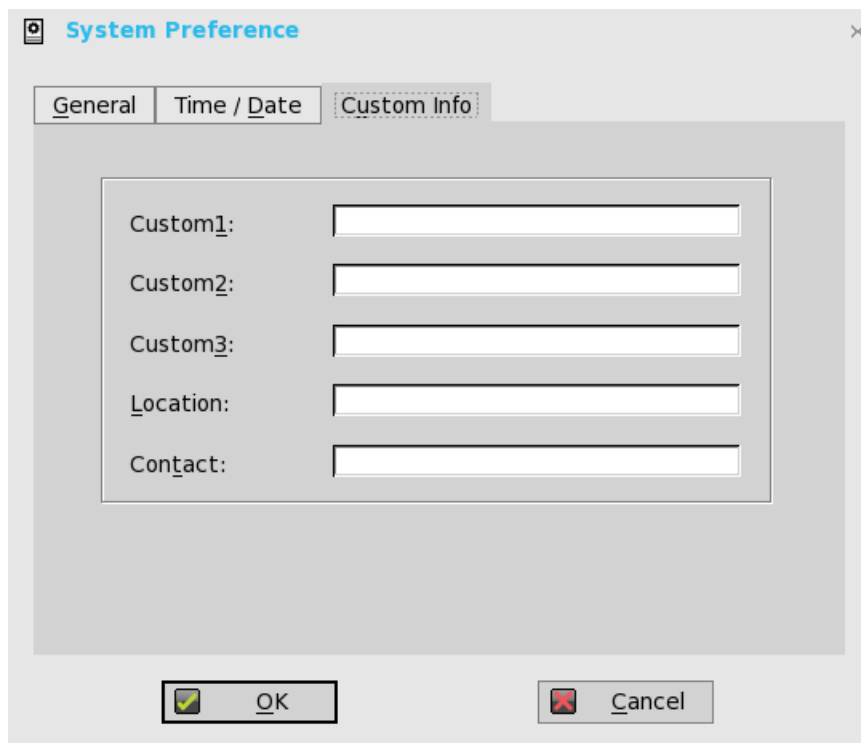 System Preference
General Time / Date Custom Info
Custom1:
Custom2:
Custom3:
Location:
Contact:
OK Cancel